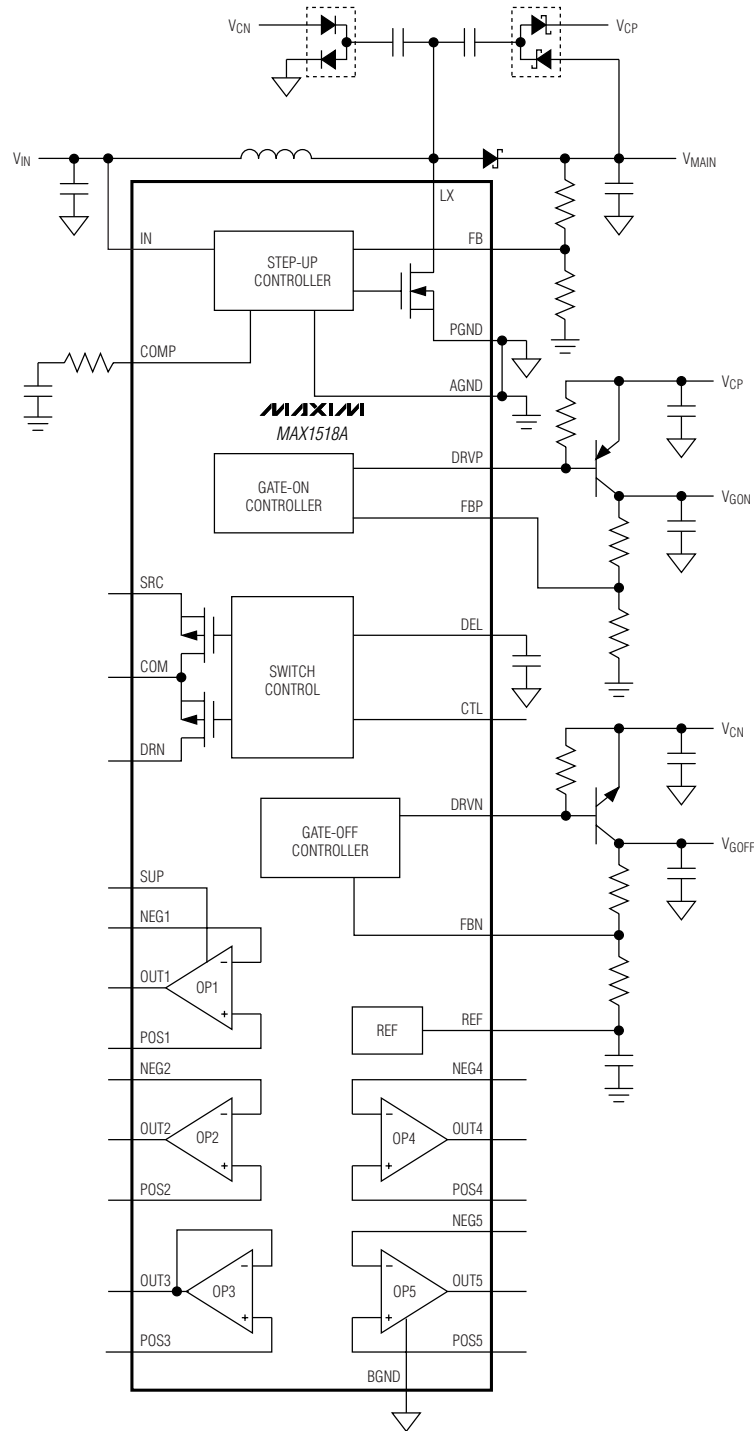 VCN
VCP
VIN
VMAIN
LX
IN
FB
STEP-UP
CONTROLLER
PGND
COMP
AGND
MAXIM
MAX1518A
VCP
DRVP
GATE-ON
CONTROLLER
VGON
FBP
SRC
DEL
SWITCH
CONTROL
COM
CTL
DRN
VCN
DRVN
GATE-OFF
CONTROLLER
VGOFF
SUP
NEG1
FBN
−
OUT1
OP1
+
REF
REF
POS1
NEG2
NEG4
−
−
OUT2
OP2
OP4
OUT4
+
+
POS2
POS4
NEG5
−
−
OUT3
OP3
OP5
OUT5
+
+
POS3
POS5
BGND